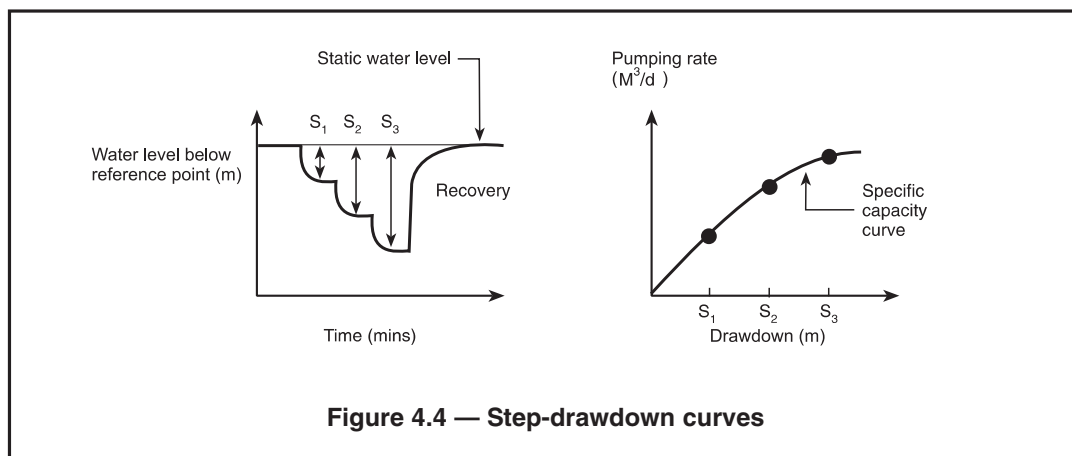 Static water level
S1 S2 S3
Water level below
reference point (m)
Recovery
Time (mins)
Pumping rate
(M³/d )
Specific
capacity
curve
S1 S2 S3
Drawdown (m)
Figure 4.4 — Step-drawdown curves